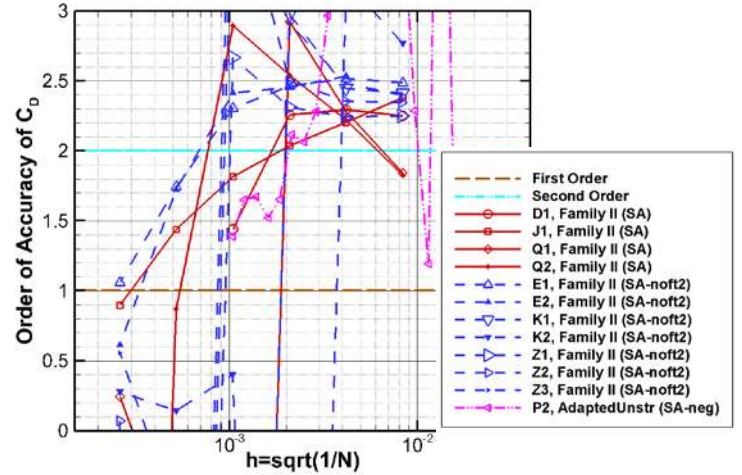 3
2.5
2
1.5
1
0.5
0
Order of Accuracy of C_D
10^-3
10^-2
h=sqrt(1/N)
First Order
Second Order
D1, Family II (SA)
J1, Family II (SA)
Q1, Family II (SA)
Q2, Family II (SA)
E1, Family II (SA-noft2)
E2, Family II (SA-noft2)
K1, Family II (SA-noft2)
K2, Family II (SA-noft2)
Z1, Family II (SA-noft2)
Z2, Family II (SA-noft2)
Z3, Family II (SA-noft2)
P2, AdaptedUnstr (SA-neg)